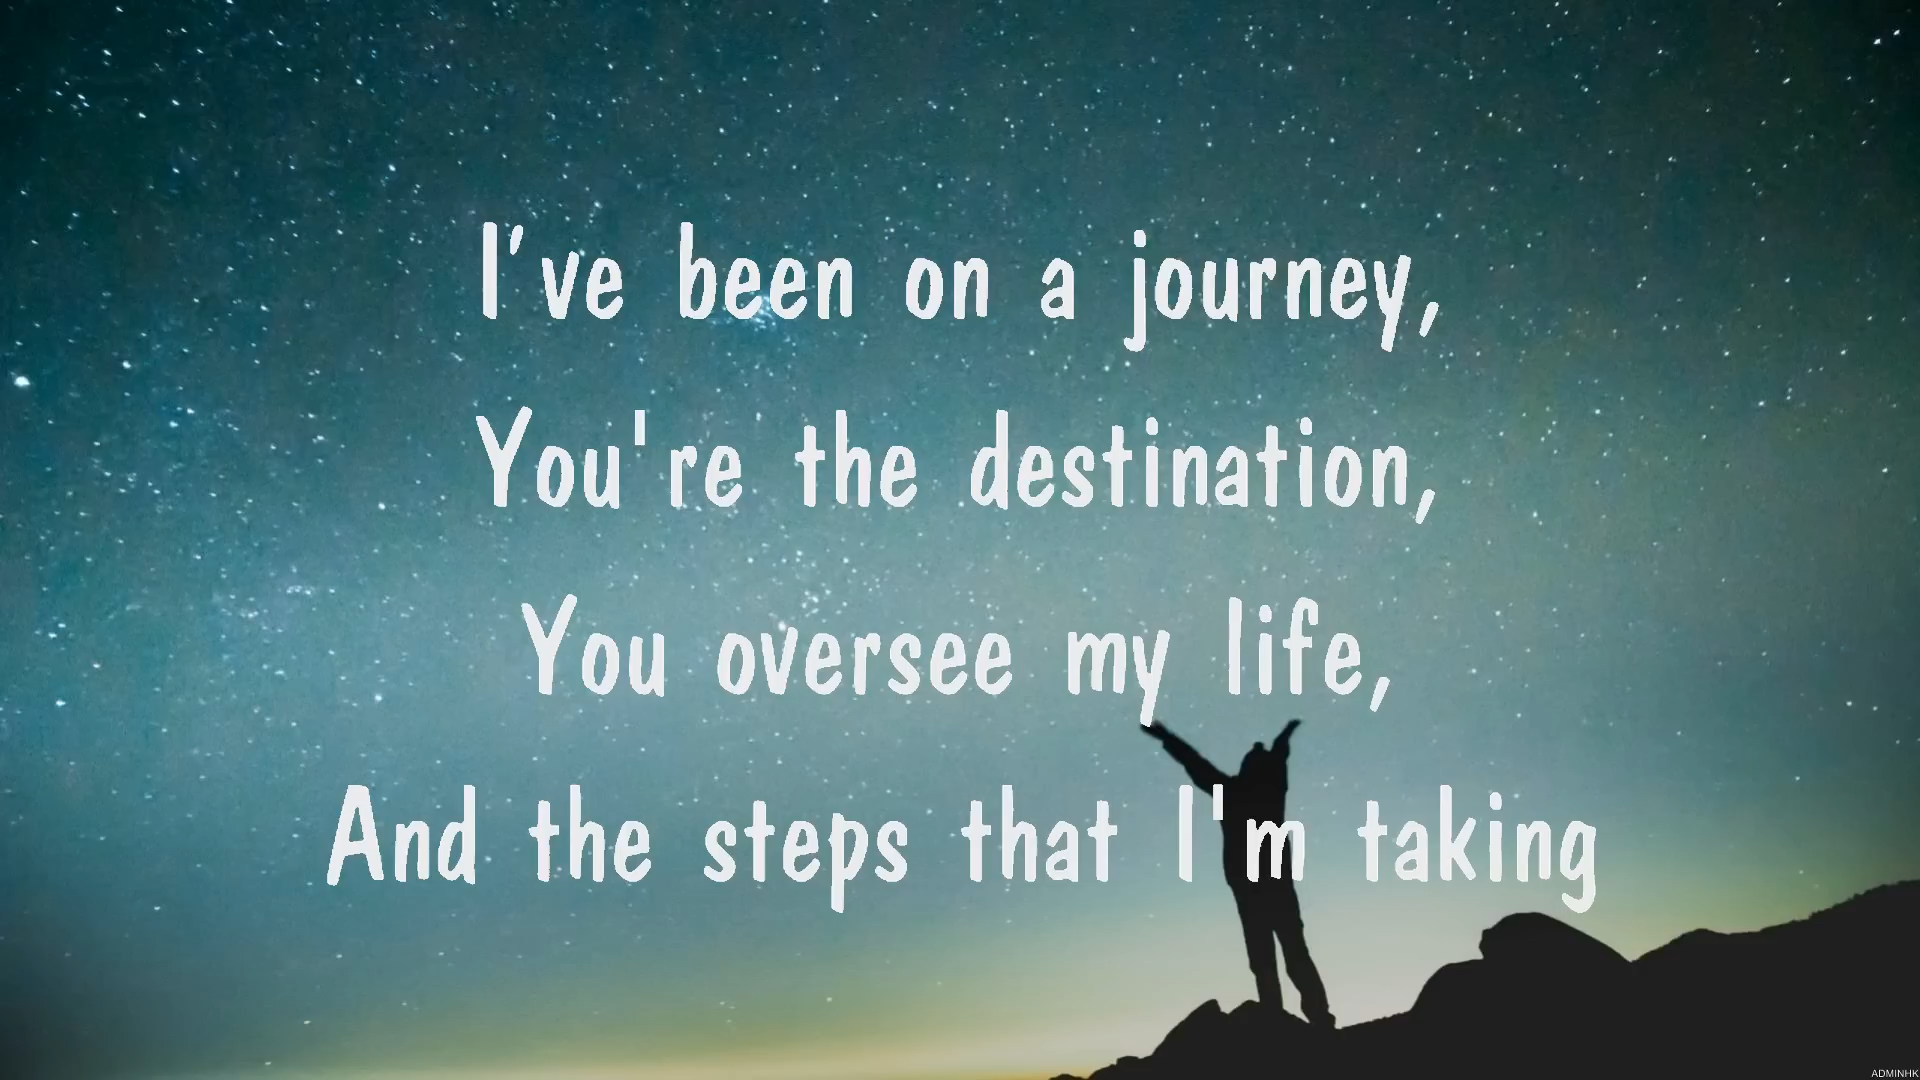 I've been on a journey,
You're the destination,
You oversee my life,
And the steps that I'm taking
ADMINHK